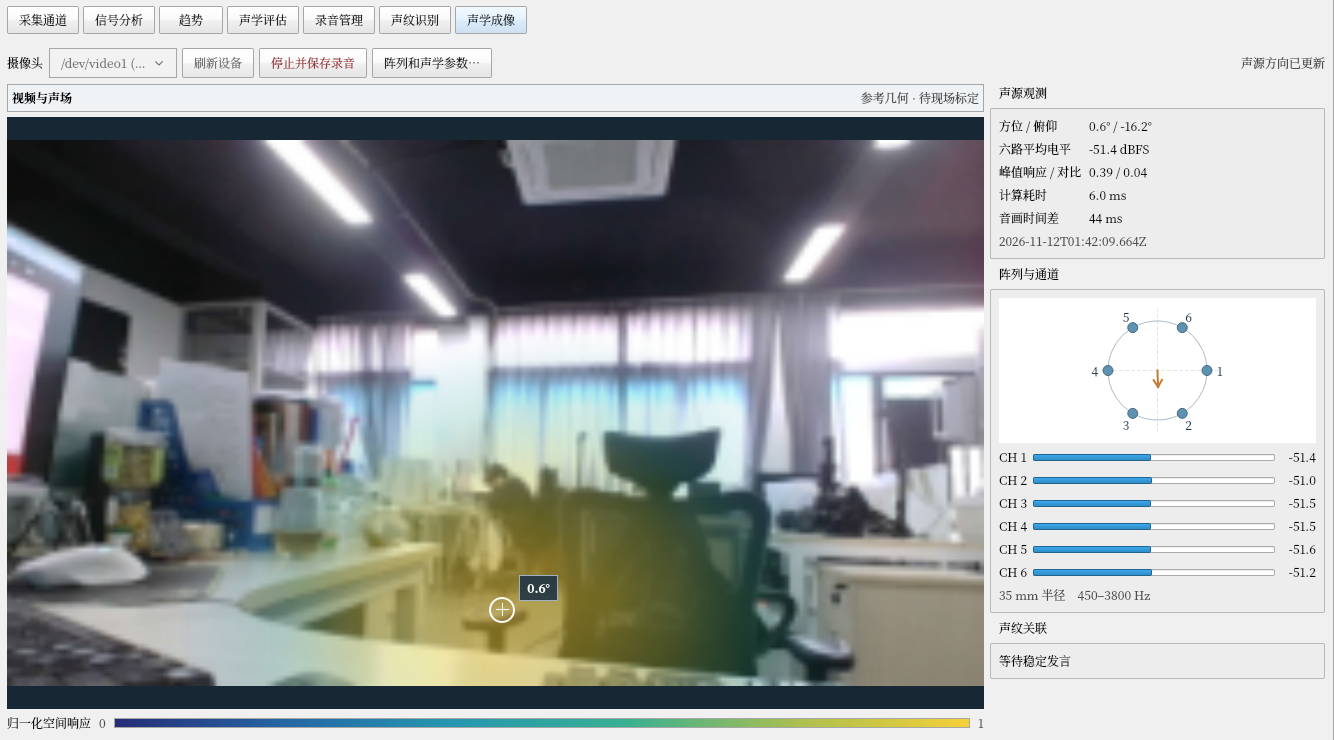 采集通道 信号分析 趋势 声学评估 录音管理 声纹识别 声学成像
摄像头 /dev/video1 (... 刷新设备 停止并保存录音 阵列和声学参数… 声源方向已更新
视频与声场 参考几何 · 待现场标定
0.6°
归一化空间响应 0 1
声源观测
方位 / 俯仰 0.6° / -16.2°
六路平均电平 -51.4 dBFS
峰值响应 / 对比 0.39 / 0.04
计算耗时 6.0 ms
音画时间差 44 ms
2026-11-12T01:42:09.664Z
阵列与通道
5 6
4 1
3 2
CH 1 -51.4
CH 2 -51.0
CH 3 -51.5
CH 4 -51.5
CH 5 -51.6
CH 6 -51.2
35 mm 半径 450–3800 Hz
声纹关联
等待稳定发言